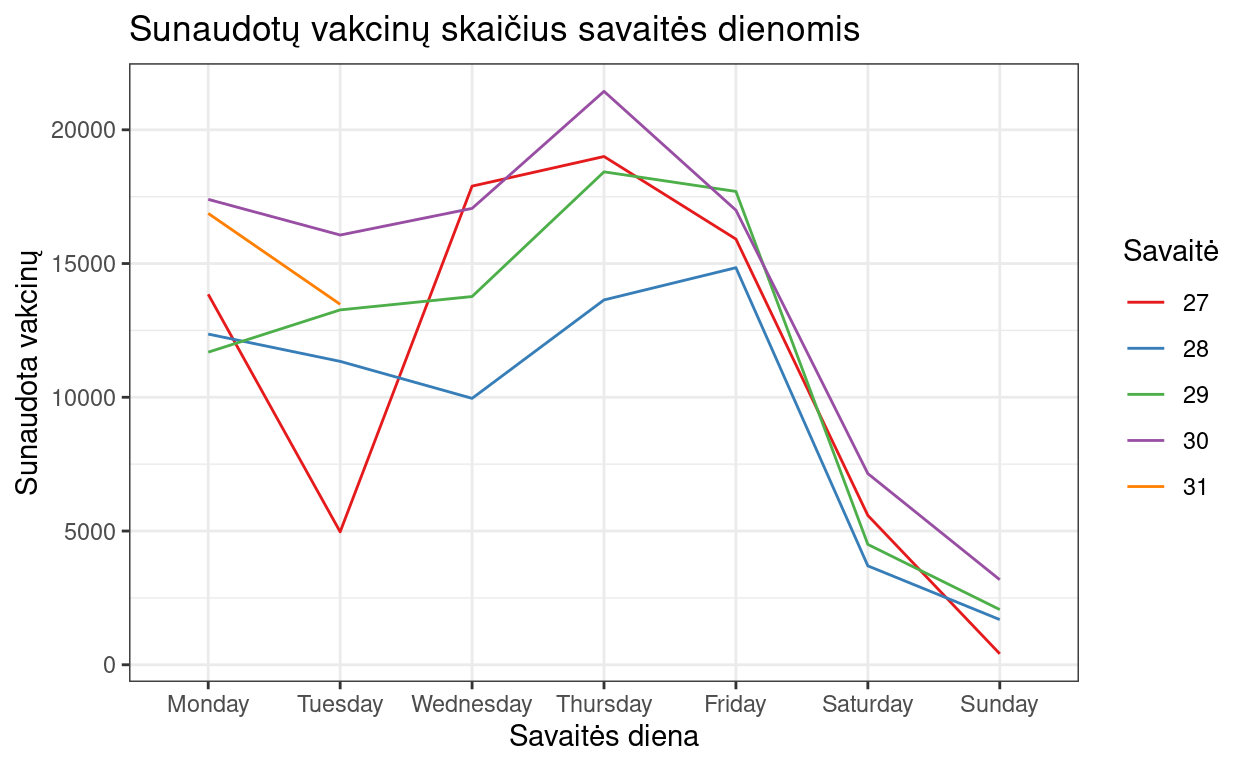 Sunaudotų vakcinų skaičius savaitės dienomis
Sunaudota vakcinų
20000
15000
10000
5000
0
Monday Tuesday Wednesday Thursday Friday Saturday Sunday
Savaitės diena
Savaitė
27
28
29
30
31